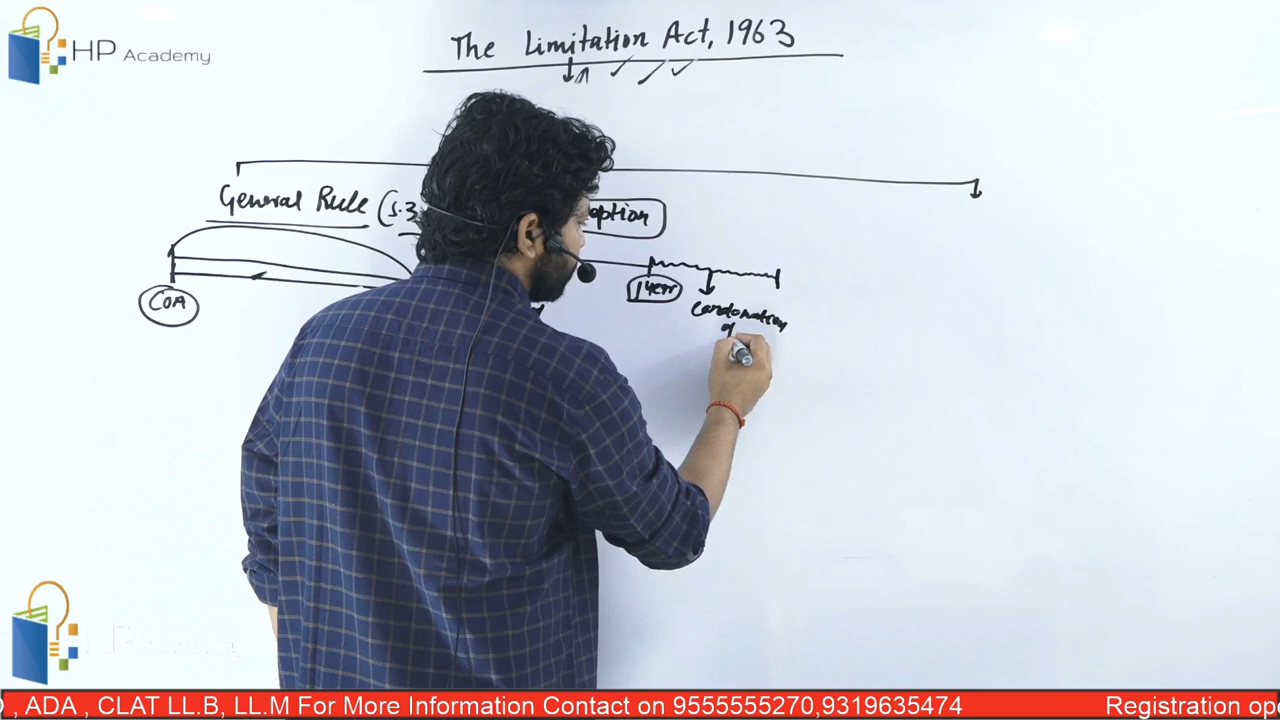 HP Academy
The Limitation Act, 1963
General Rule (S.3
COA
1 year
condonation
of
D , ADA , CLAT LL.B, LL.M For More Information Contact on 9555555270,9319635474
Registration ope